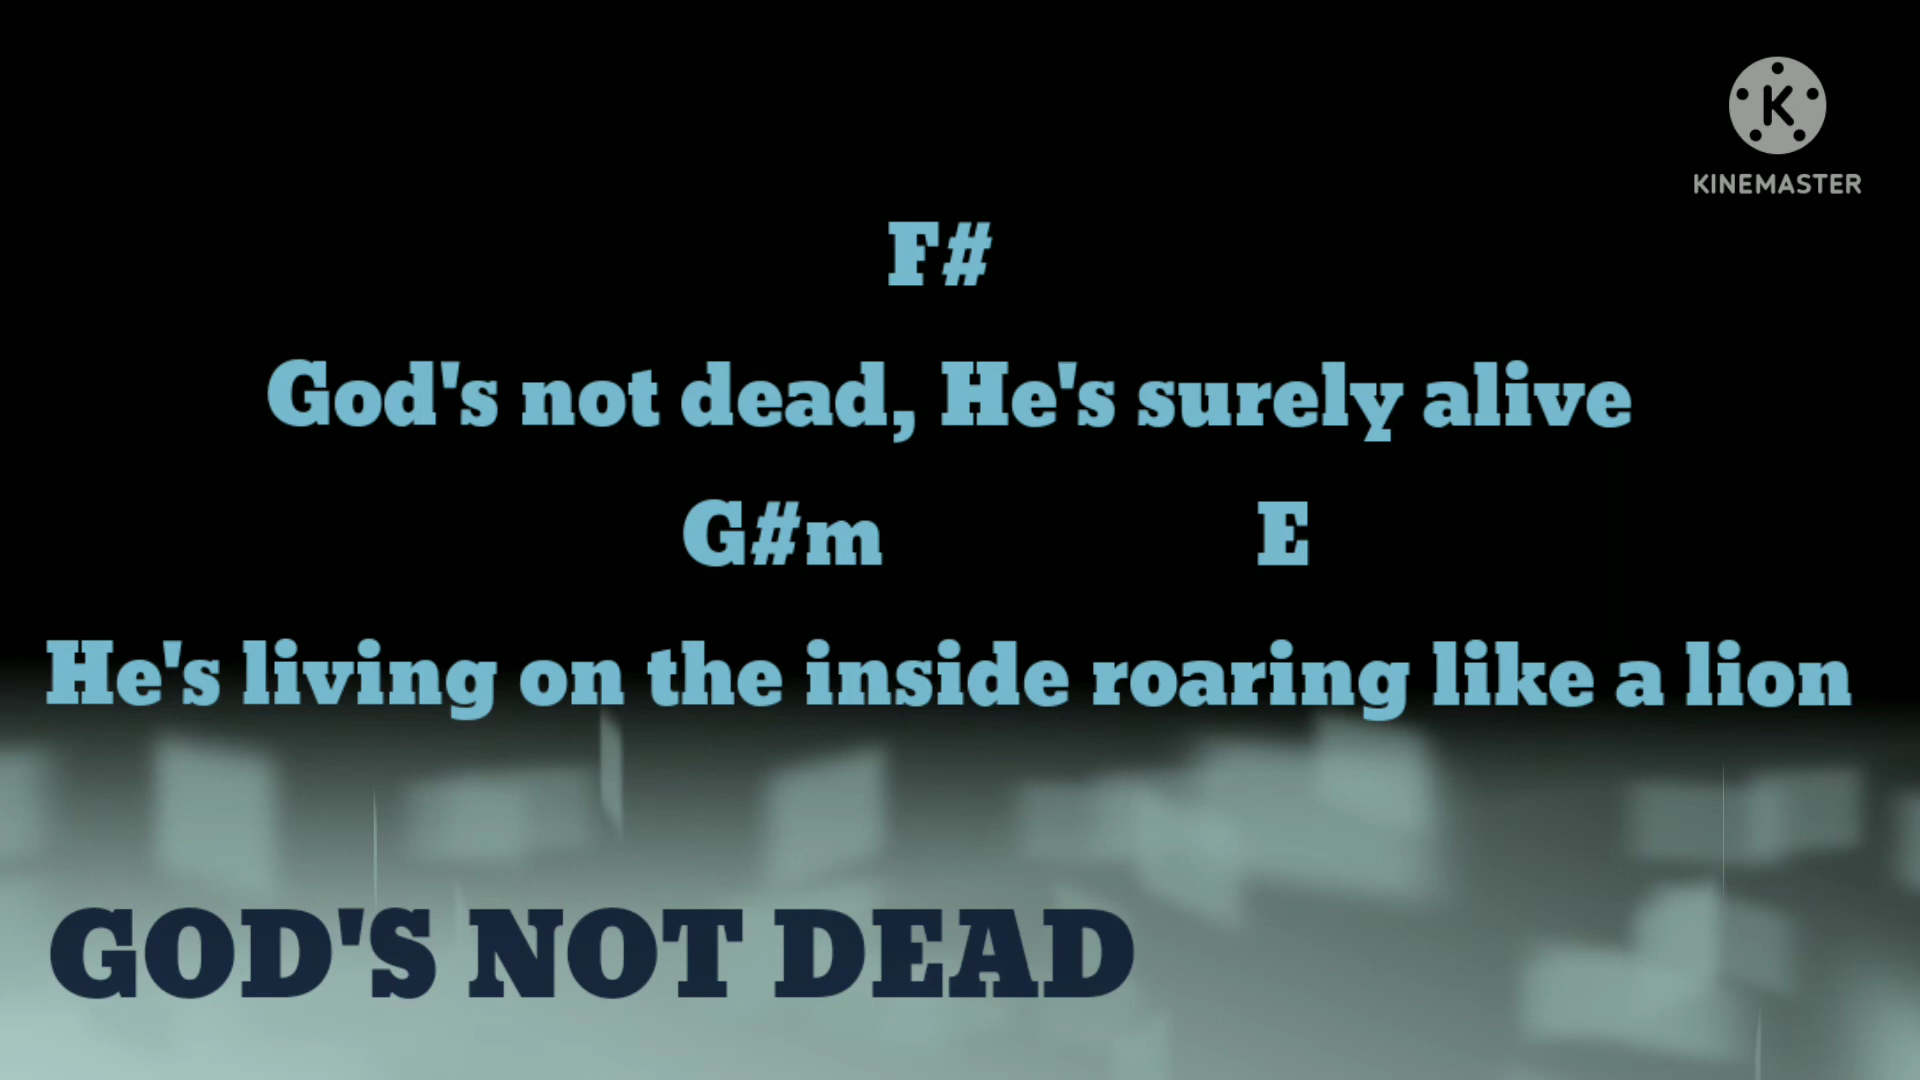 K
KINEMASTER
F#
God's not dead, He's surely alive
G#m E
He's living on the inside roaring like a lion
GOD'S NOT DEAD